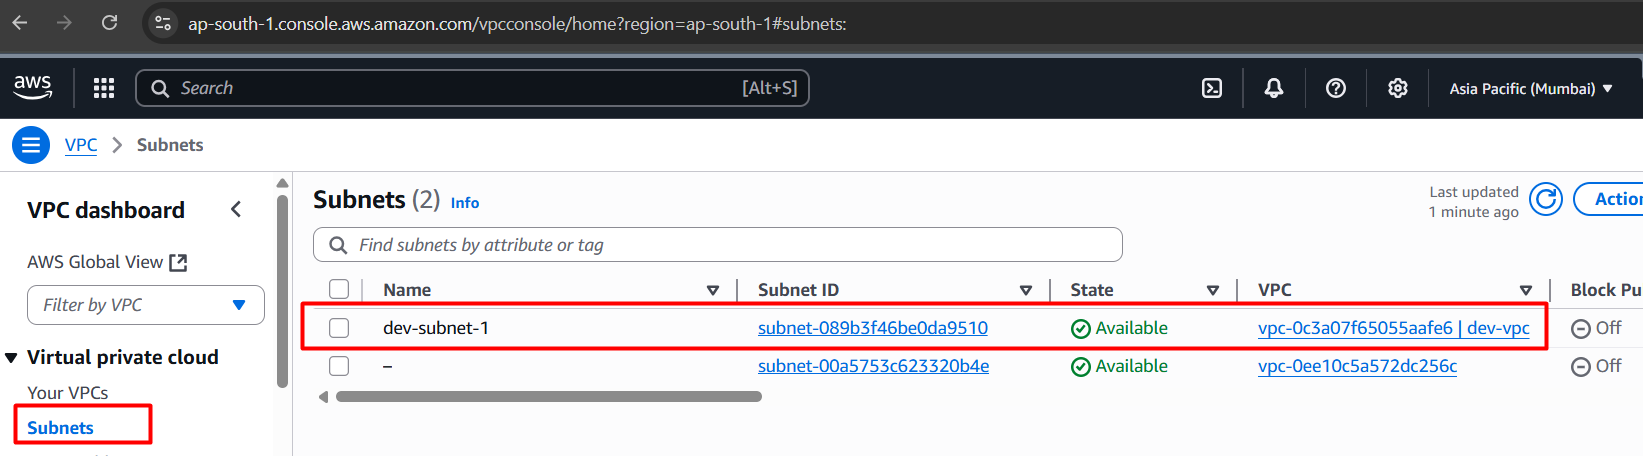 ap-south-1.console.aws.amazon.com/vpcconsole/home?region=ap-south-1#subnets:
aws Search [Alt+S] Asia Pacific (Mumbai)
VPC Subnets
VPC dashboard
AWS Global View
Filter by VPC
Virtual private cloud
Your VPCs
Subnets
Subnets (2) Info
Last updated
1 minute ago
Actio
Find subnets by attribute or tag
Name Subnet ID State VPC Block Pu
dev-subnet-1 subnet-089b3f46be0da9510 Available vpc-0c3a07f65055aafe6 | dev-vpc Off
– subnet-00a5753c623320b4e Available vpc-0ee10c5a572dc256c Off